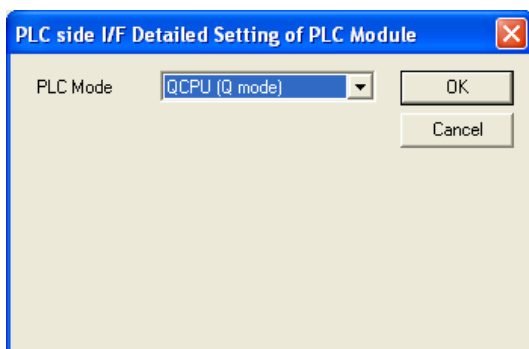 PLC side I/F Detailed Setting of PLC Module
PLC Mode
QCPU (Q mode)
OK
Cancel